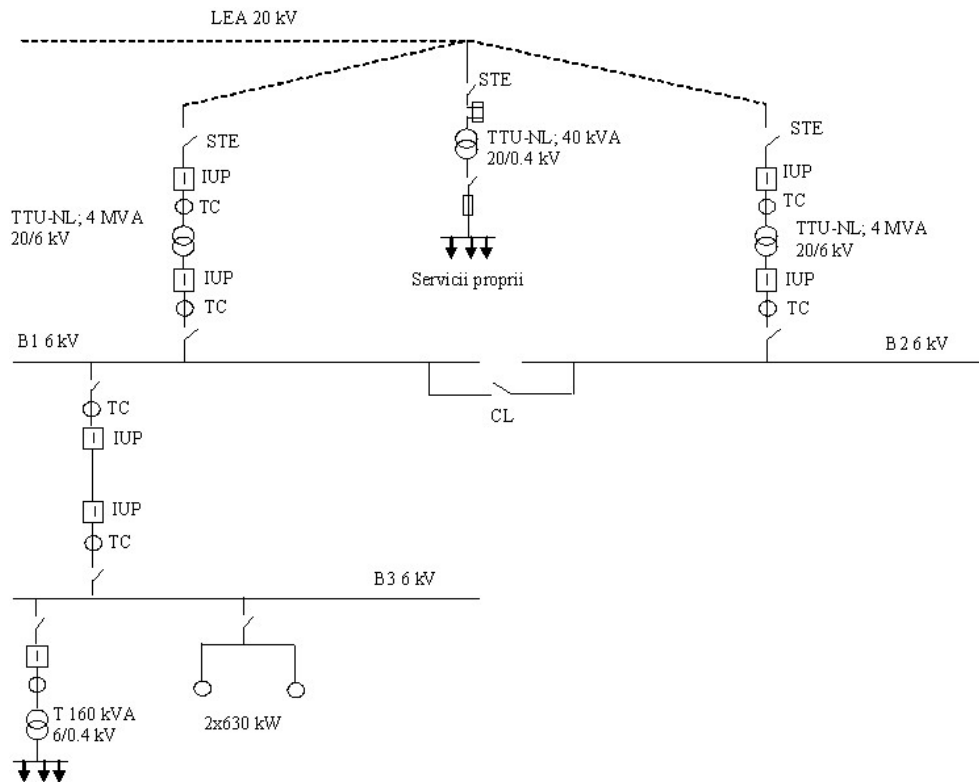 LEA 20 kV
STE
TTU-NL; 40 kVA
20/0.4 kV
Servicii proprii
STE
IUP
TC
TTU-NL; 4 MVA
20/6 kV
IUP
TC
STE
IUP
TC
TTU-NL; 4 MVA
20/6 kV
IUP
TC
B1 6 kV
B2 6 kV
CL
TC
IUP
IUP
TC
B3 6 kV
T 160 kVA
6/0.4 kV
2x630 kW